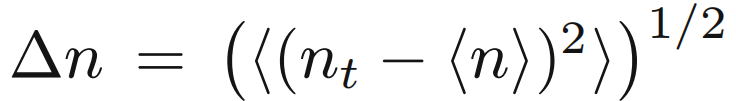 Δn = (⟨(n_t − ⟨n⟩)^2⟩)^{1/2}